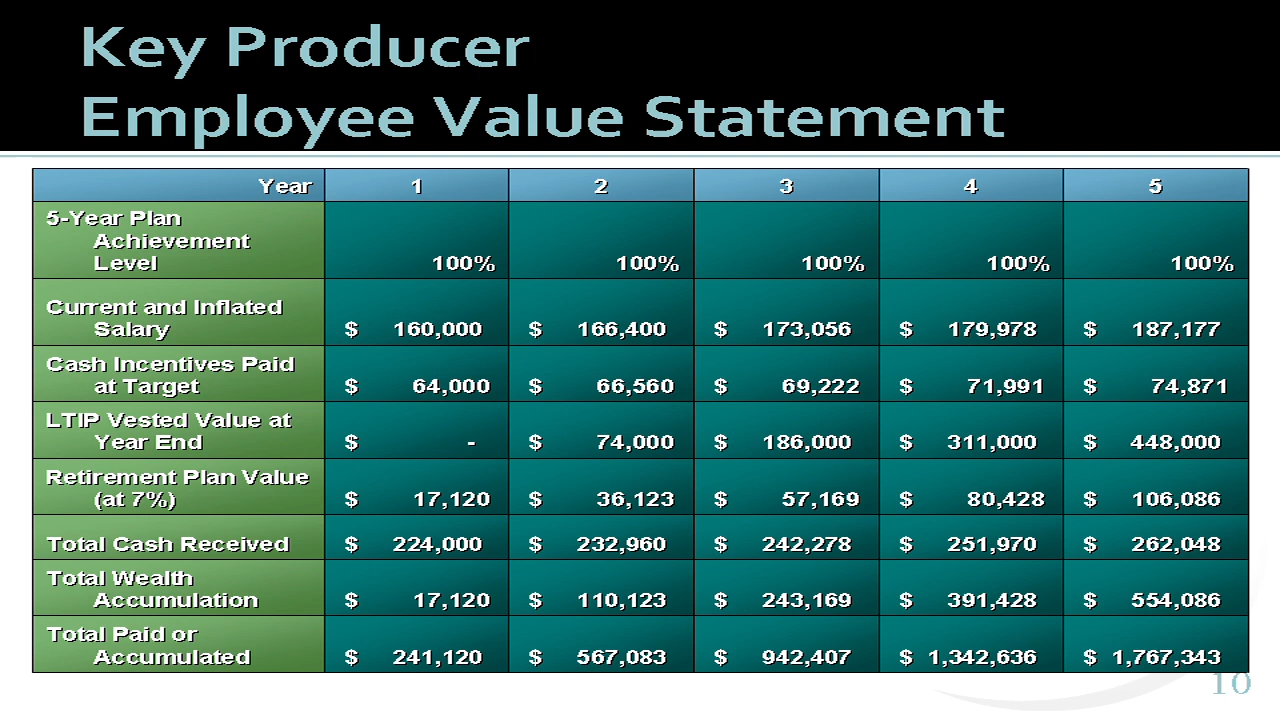 Key Producer
Employee Value Statement
Year 1 2 3 4 5
5-Year Plan
Achievement
Level 100% 100% 100% 100% 100%
Current and Inflated
Salary $ 160,000 $ 166,400 $ 173,056 $ 179,978 $ 187,177
Cash Incentives Paid
at Target $ 64,000 $ 66,560 $ 69,222 $ 71,991 $ 74,871
LTIP Vested Value at
Year End $ - $ 74,000 $ 186,000 $ 311,000 $ 448,000
Retirement Plan Value
(at 7%) $ 17,120 $ 36,123 $ 57,169 $ 80,428 $ 106,086
Total Cash Received $ 224,000 $ 232,960 $ 242,278 $ 251,970 $ 262,048
Total Wealth
Accumulation $ 17,120 $ 110,123 $ 243,169 $ 391,428 $ 554,086
Total Paid or
Accumulated $ 241,120 $ 567,083 $ 942,407 $ 1,342,636 $ 1,767,343
10